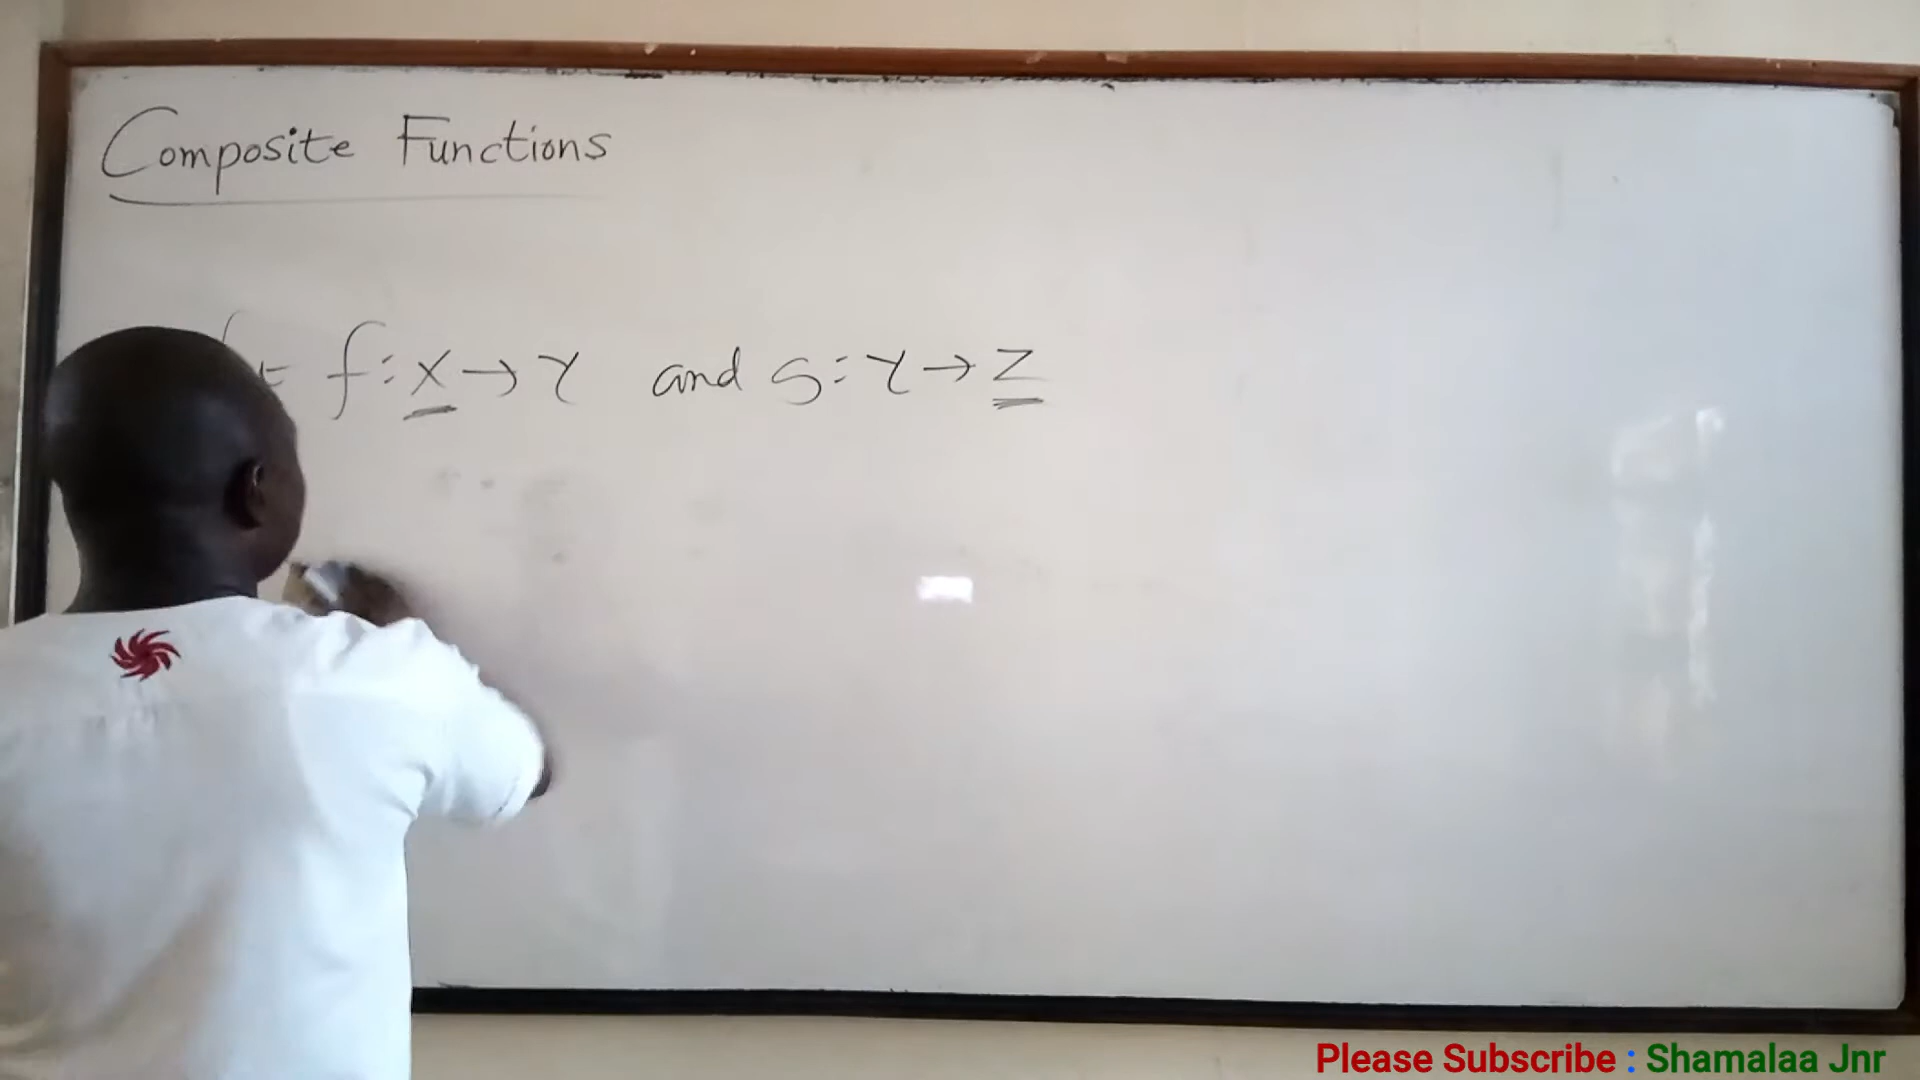 Composite Functions
f : X → Y and g : Y → Z
Please Subscribe : Shamalaa Jnr